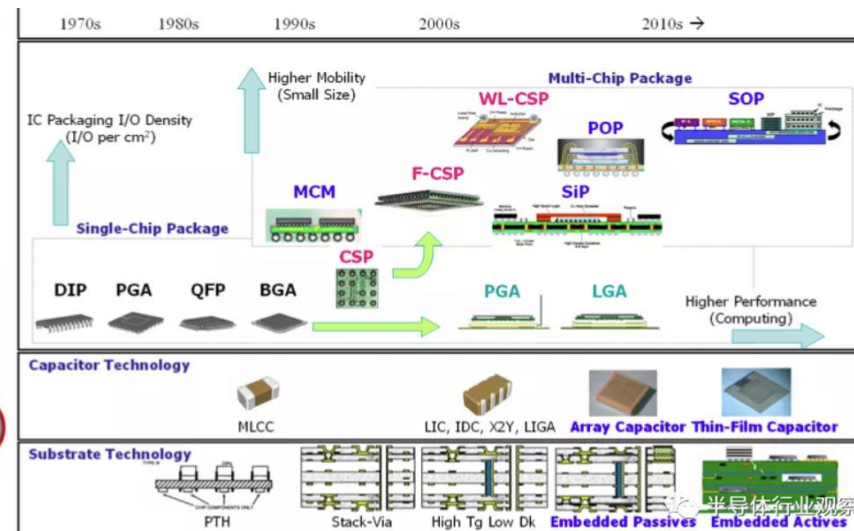 1970s 1980s 1990s 2000s 2010s →
Higher Mobility
(Small Size)
Multi-Chip Package
IC Packaging I/O Density
(I/O per cm²)
WL-CSP
SOP
POP
F-CSP
MCM
SiP
Single-Chip Package
CSP
DIP PGA QFP BGA
PGA LGA
Higher Performance
(Computing)
Capacitor Technology
MLCC LIC, IDC, X2Y, LIGA Array Capacitor Thin-Film Capacitor
Substrate Technology
CHIP COMPONENTS ONLY
PTH Stack-Via High Tg Low Dk Embedded Passives Embedded Actives
半导体行业观察